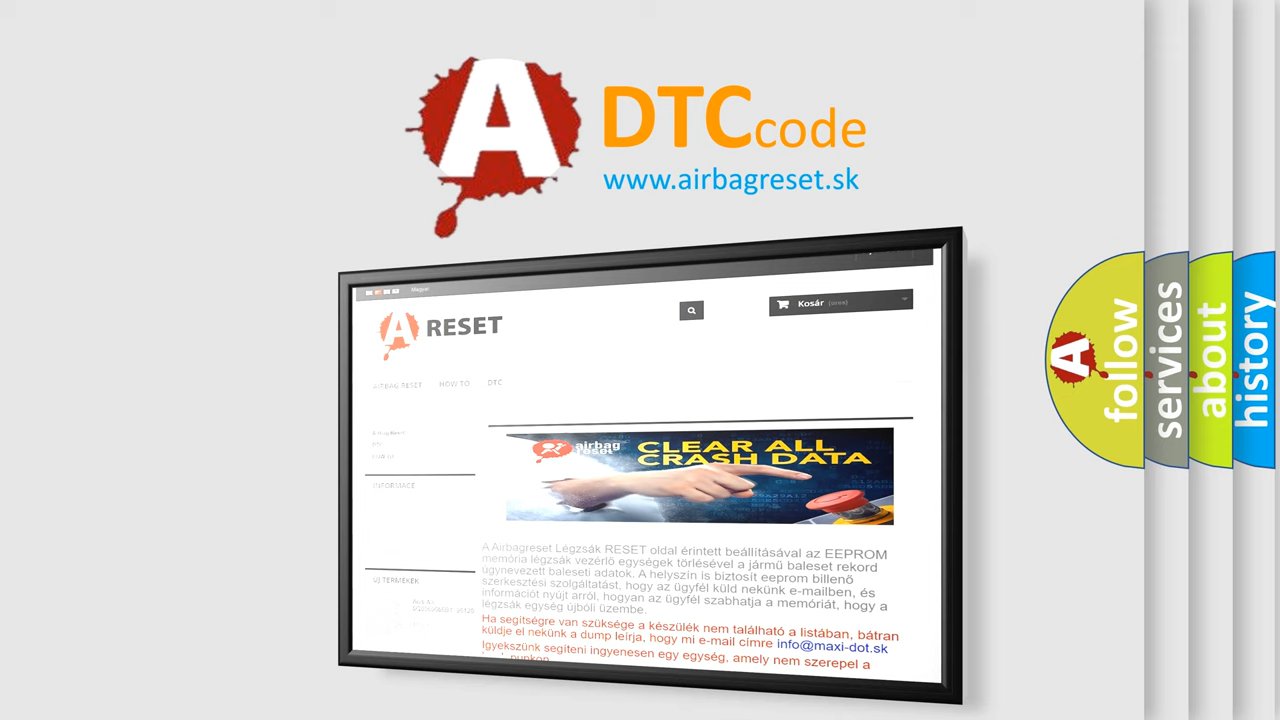 A DTCcode
www.airbagreset.sk
Magyar
A RESET
Kosár (üres)
AIRBAG RESET HOW TO DTC
INFORMACE
ÚJ TERMÉKEK
airbag
reset
CLEAR ALL
CRASH DATA
A Airbagreset Légzsák RESET oldal érintett beállításával az EEPROM
memória légzsák vezérlő egységek törlésével a jármű baleset rekord
úgynevezett baleseti adatok. A helyszín is biztosít eeprom billenő
szerkesztési szolgáltatást, hogy az ügyfél küld nekünk e-mailben, és
információt nyújt arról, hogyan az ügyfél szabhatja a memóriát, hogy a
légzsák egység újbóli üzembe.
Ha segítségre van szüksége a készülék nem található a listában, bátran
küldje el nekünk a dump leírja, hogy mi e-mail címre info@maxi-dot.sk
Igyekszünk segíteni ingyenesen egy egység, amely nem szerepel a
A follow
services
about
history